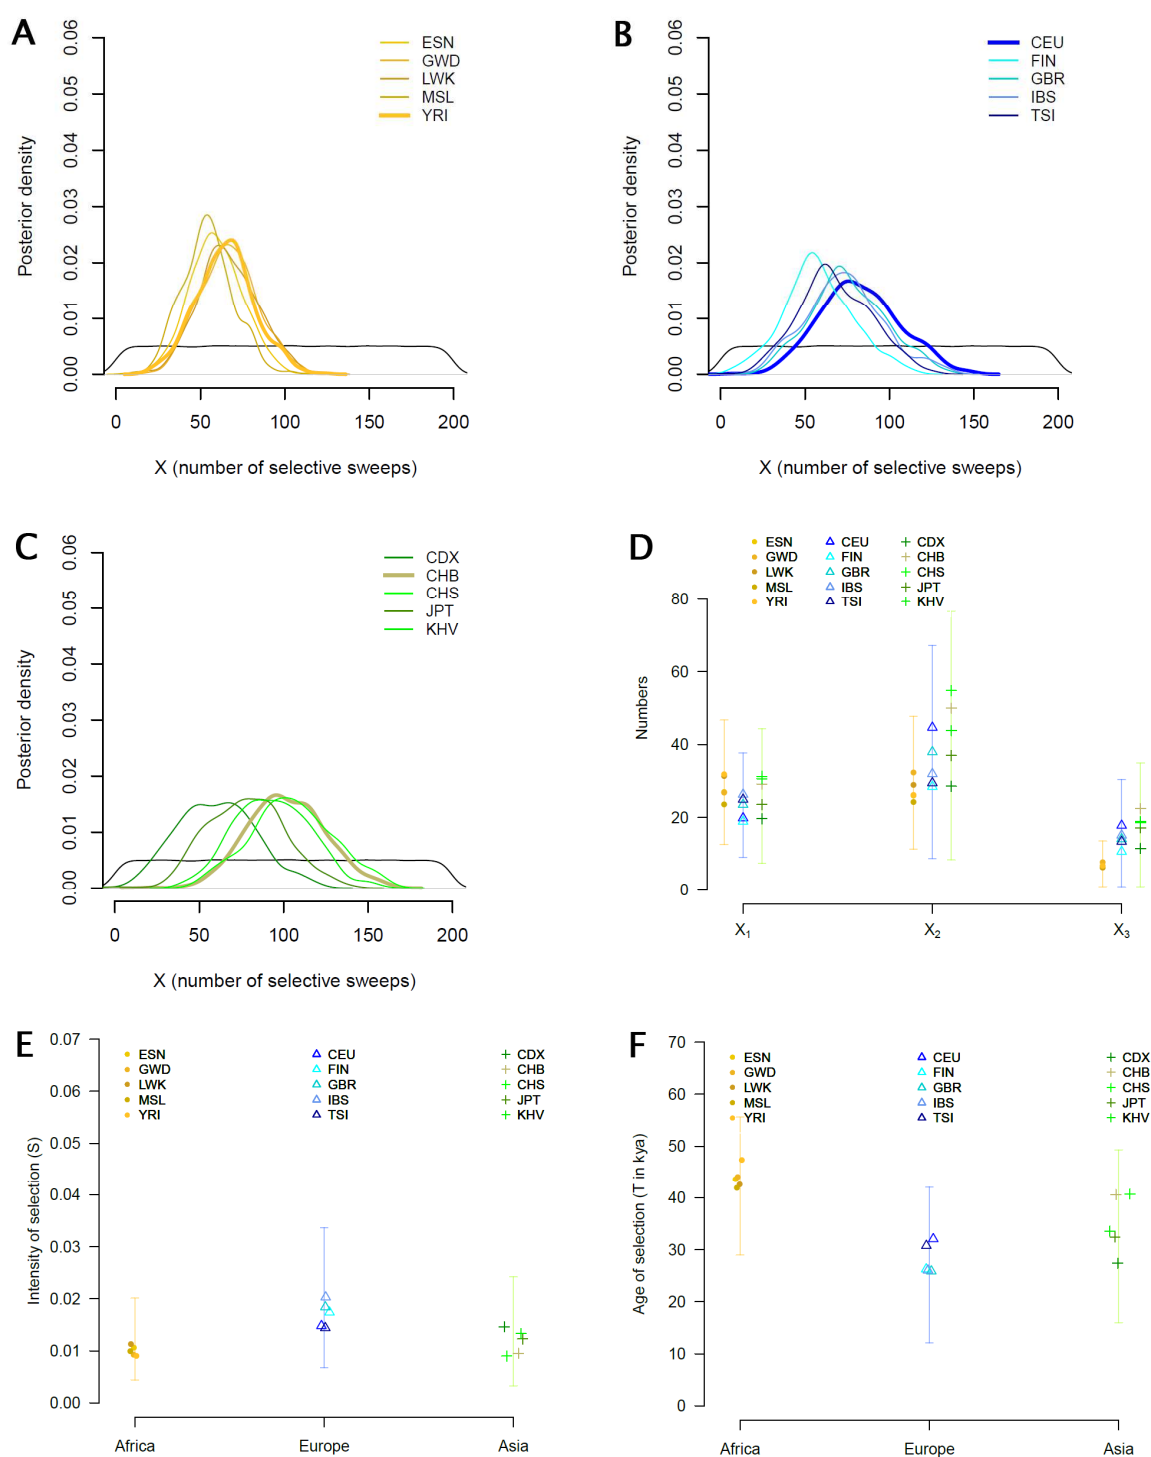 A
0.06
0.05
0.04
0.03
0.02
0.01
0.00
Posterior density
ESN
GWD
LWK
MSL
YRI
0 50 100 150 200
X (number of selective sweeps)
B
0.06
0.05
0.04
0.03
0.02
0.01
0.00
Posterior density
CEU
FIN
GBR
IBS
TSI
0 50 100 150 200
X (number of selective sweeps)
C
0.06
0.05
0.04
0.03
0.02
0.01
0.00
Posterior density
CDX
CHB
CHS
JPT
KHV
0 50 100 150 200
X (number of selective sweeps)
D
ESN CEU CDX
GWD FIN CHB
LWK GBR CHS
MSL IBS JPT
YRI TSI KHV
80
60
40
20
0
Numbers
X1 X2 X3
E
0.07
0.06
0.05
0.04
0.03
0.02
0.01
0.00
Intensity of selection (S)
ESN CEU CDX
GWD FIN CHB
LWK GBR CHS
MSL IBS JPT
YRI TSI KHV
Africa Europe Asia
F
70
60
50
40
30
20
10
0
Age of selection (T in kya)
ESN CEU CDX
GWD FIN CHB
LWK GBR CHS
MSL IBS JPT
YRI TSI KHV
Africa Europe Asia